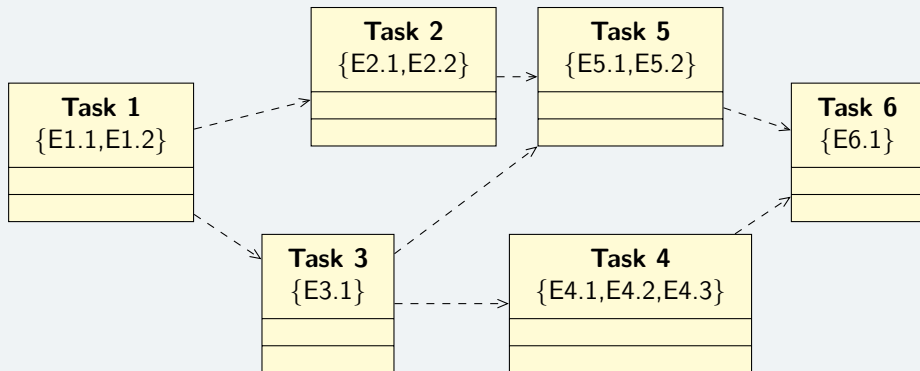 Task 1
{E1.1,E1.2}
Task 2
{E2.1,E2.2}
Task 5
{E5.1,E5.2}
Task 6
{E6.1}
Task 3
{E3.1}
Task 4
{E4.1,E4.2,E4.3}